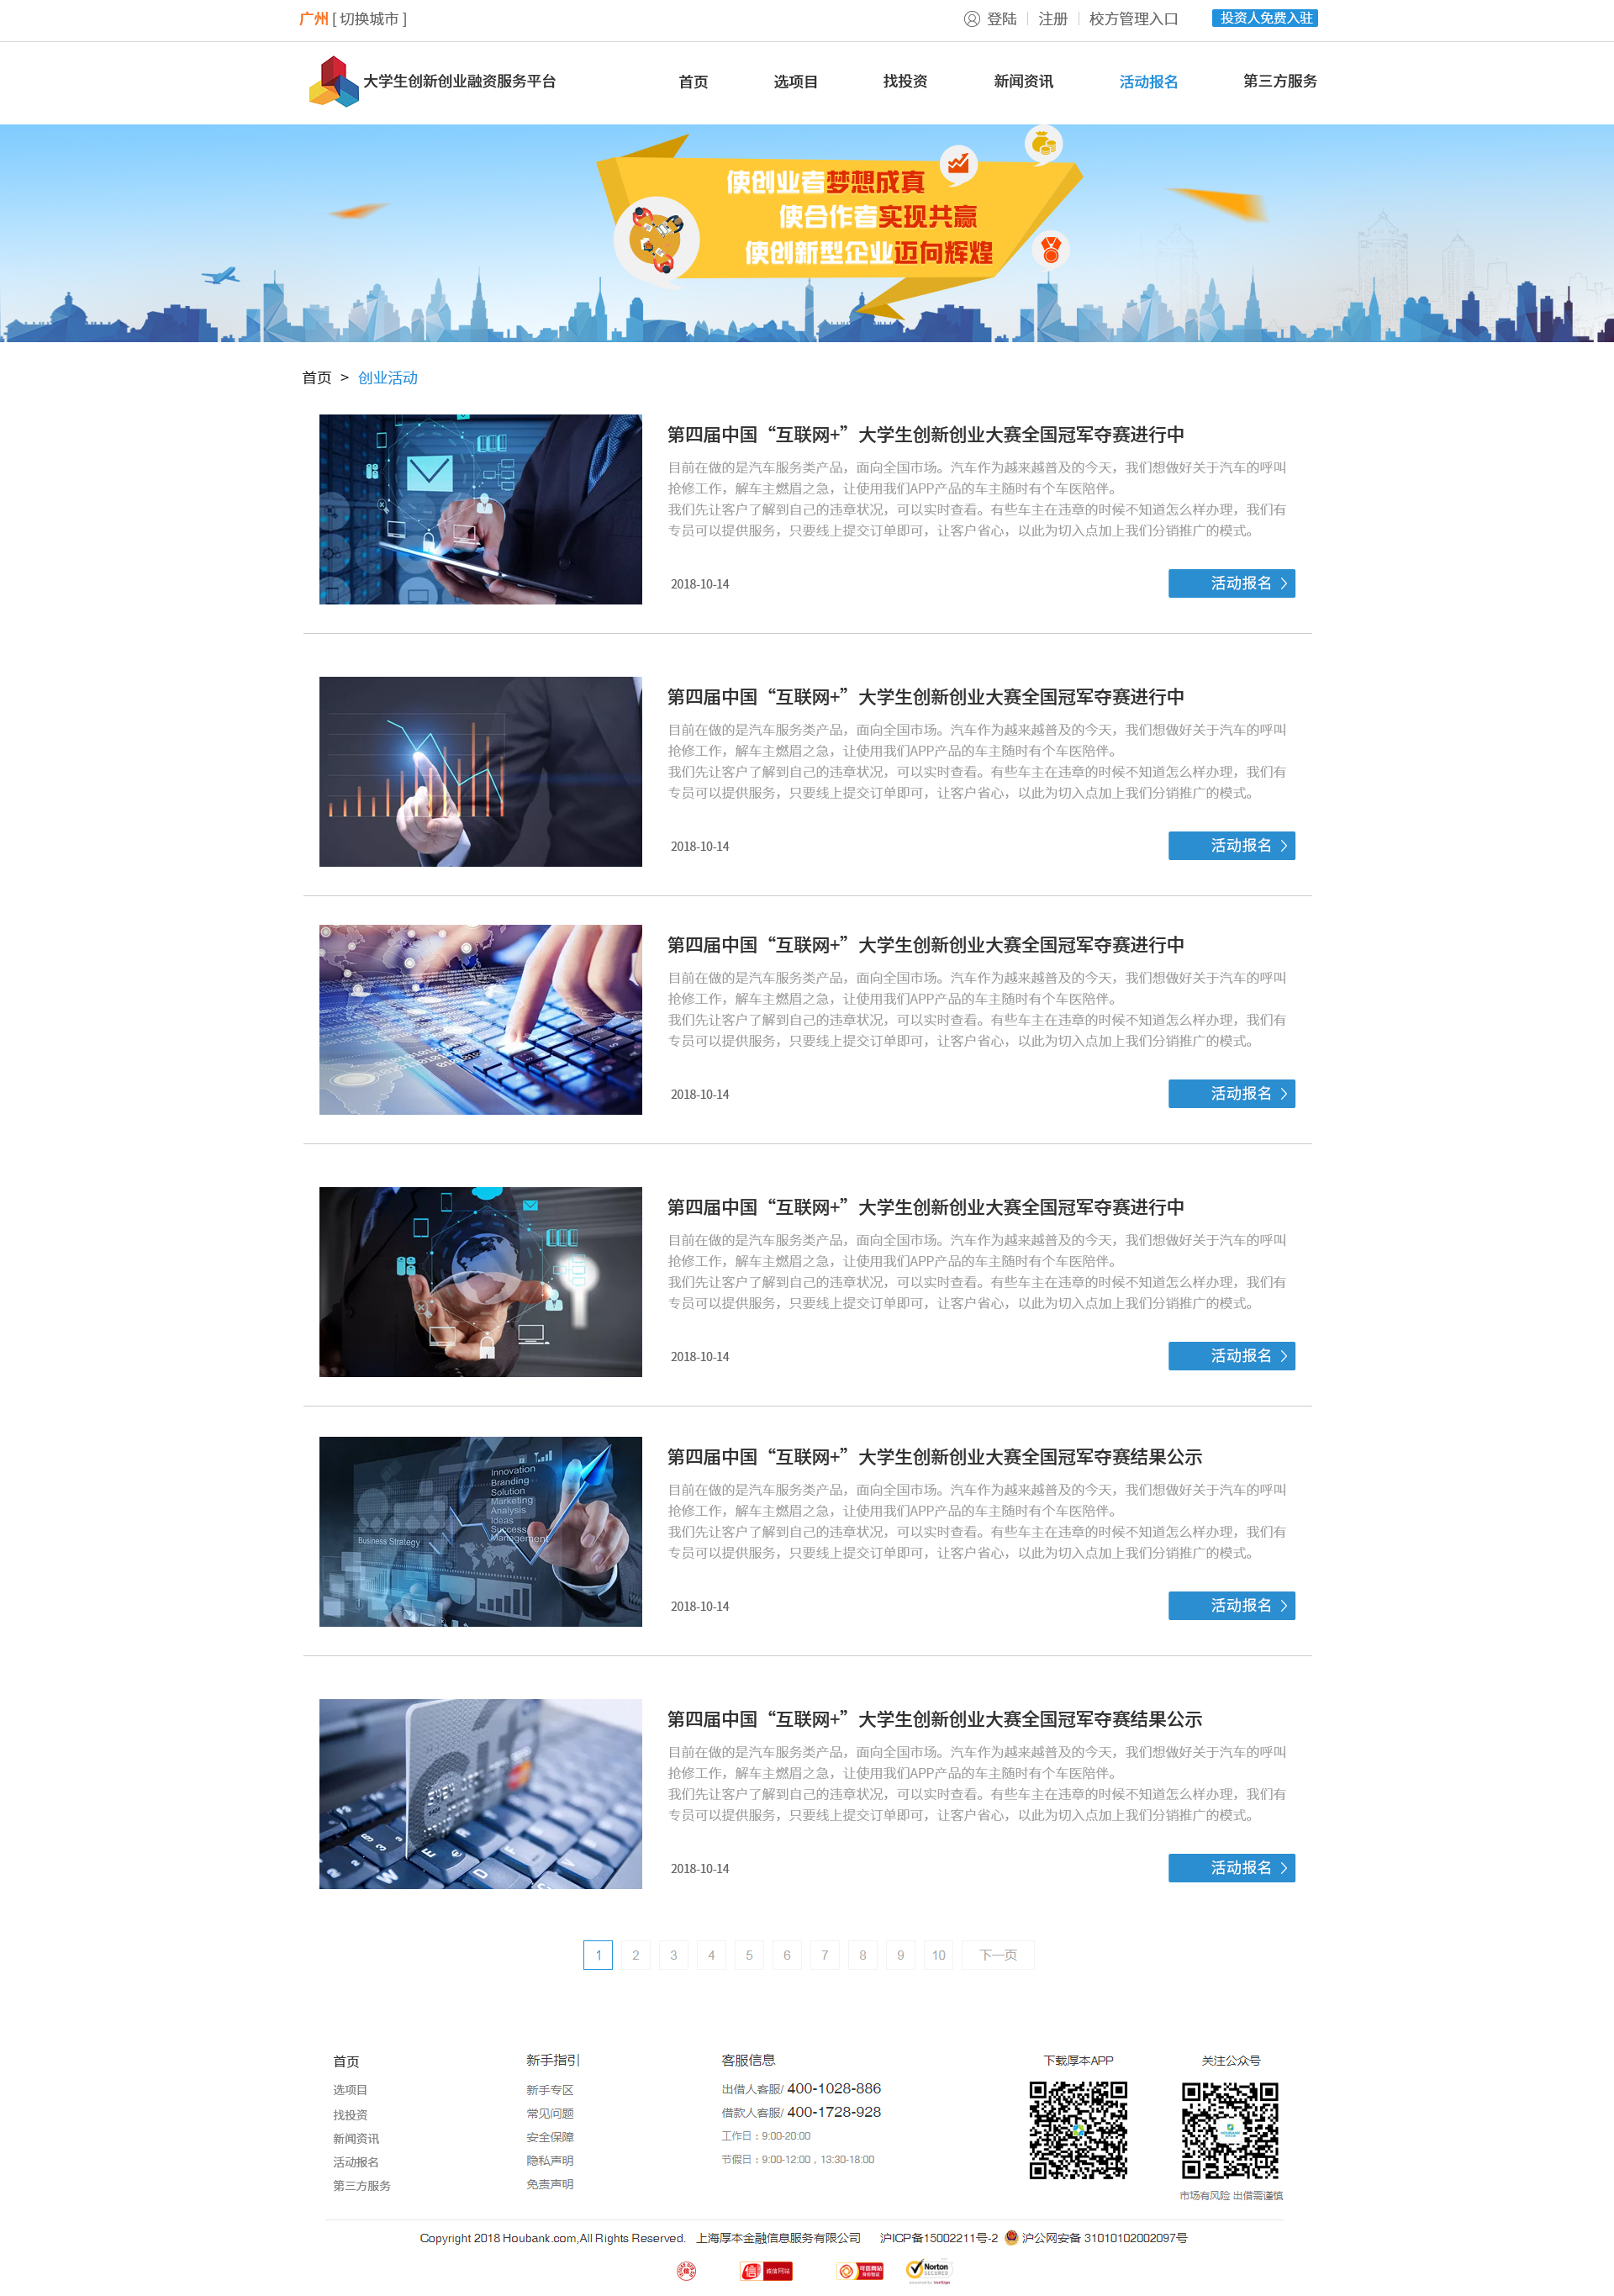 广州 [ 切换城市 ]
登陆 注册 校方管理入口 投资人免费入驻
大学生创新创业融资服务平台 首页 选项目 找投资 新闻资讯 活动报名 第三方服务
使创业者梦想成真
使合作者实现共赢
使创新型企业迈向辉煌
首页 > 创业活动
第四届中国“互联网+”大学生创新创业大赛全国冠军夺赛进行中
目前在做的是汽车服务类产品，面向全国市场。汽车作为越来越普及的今天，我们想做好关于汽车的呼叫
抢修工作，解车主燃眉之急，让使用我们APP产品的车主随时有个车医陪伴。
我们先让客户了解到自己的违章状况，可以实时查看。有些车主在违章的时候不知道怎么样办理，我们有
专员可以提供服务，只要线上提交订单即可，让客户省心，以此为切入点加上我们分销推广的模式。
2018-10-14 活动报名 >
第四届中国“互联网+”大学生创新创业大赛全国冠军夺赛进行中
目前在做的是汽车服务类产品，面向全国市场。汽车作为越来越普及的今天，我们想做好关于汽车的呼叫
抢修工作，解车主燃眉之急，让使用我们APP产品的车主随时有个车医陪伴。
我们先让客户了解到自己的违章状况，可以实时查看。有些车主在违章的时候不知道怎么样办理，我们有
专员可以提供服务，只要线上提交订单即可，让客户省心，以此为切入点加上我们分销推广的模式。
2018-10-14 活动报名 >
第四届中国“互联网+”大学生创新创业大赛全国冠军夺赛进行中
目前在做的是汽车服务类产品，面向全国市场。汽车作为越来越普及的今天，我们想做好关于汽车的呼叫
抢修工作，解车主燃眉之急，让使用我们APP产品的车主随时有个车医陪伴。
我们先让客户了解到自己的违章状况，可以实时查看。有些车主在违章的时候不知道怎么样办理，我们有
专员可以提供服务，只要线上提交订单即可，让客户省心，以此为切入点加上我们分销推广的模式。
2018-10-14 活动报名 >
第四届中国“互联网+”大学生创新创业大赛全国冠军夺赛进行中
目前在做的是汽车服务类产品，面向全国市场。汽车作为越来越普及的今天，我们想做好关于汽车的呼叫
抢修工作，解车主燃眉之急，让使用我们APP产品的车主随时有个车医陪伴。
我们先让客户了解到自己的违章状况，可以实时查看。有些车主在违章的时候不知道怎么样办理，我们有
专员可以提供服务，只要线上提交订单即可，让客户省心，以此为切入点加上我们分销推广的模式。
2018-10-14 活动报名 >
Innovation
Branding
Solution
Marketing
Analysis
Ideas
Success
Management
Business Strategy
第四届中国“互联网+”大学生创新创业大赛全国冠军夺赛结果公示
目前在做的是汽车服务类产品，面向全国市场。汽车作为越来越普及的今天，我们想做好关于汽车的呼叫
抢修工作，解车主燃眉之急，让使用我们APP产品的车主随时有个车医陪伴。
我们先让客户了解到自己的违章状况，可以实时查看。有些车主在违章的时候不知道怎么样办理，我们有
专员可以提供服务，只要线上提交订单即可，让客户省心，以此为切入点加上我们分销推广的模式。
2018-10-14 活动报名 >
第四届中国“互联网+”大学生创新创业大赛全国冠军夺赛结果公示
目前在做的是汽车服务类产品，面向全国市场。汽车作为越来越普及的今天，我们想做好关于汽车的呼叫
抢修工作，解车主燃眉之急，让使用我们APP产品的车主随时有个车医陪伴。
我们先让客户了解到自己的违章状况，可以实时查看。有些车主在违章的时候不知道怎么样办理，我们有
专员可以提供服务，只要线上提交订单即可，让客户省心，以此为切入点加上我们分销推广的模式。
2018-10-14 活动报名 >
1 2 3 4 5 6 7 8 9 10 下一页
首页
选项目
找投资
新闻资讯
活动报名
第三方服务
新手指引
新手专区
常见问题
安全保障
隐私声明
免责声明
客服信息
出借人客服/ 400-1028-886
借款人客服/ 400-1728-928
工作日：9:00-20:00
节假日：9:00-12:00，13:30-18:00
下载厚本APP
关注公众号
市场有风险 出借需谨慎
Copyright 2018 Houbank.com,All Rights Reserved. 上海厚本金融信息服务有限公司 沪ICP备15002211号-2 沪公网安备 31010102002097号
信 诚信网站
Norton
SECURED